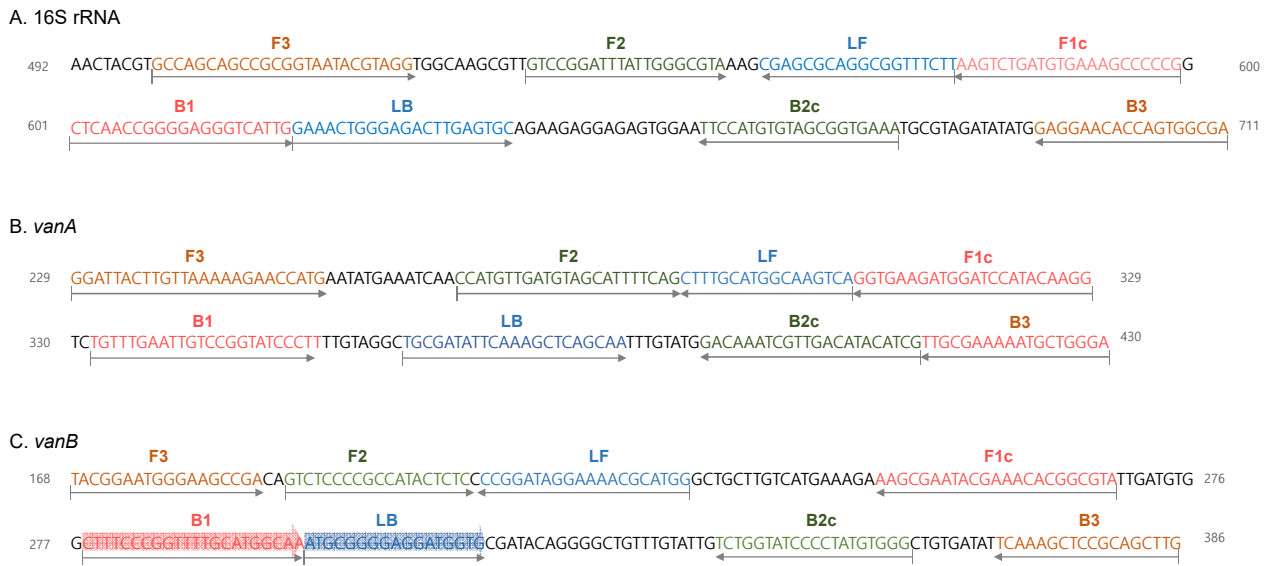 A. 16S rRNA
F3 F2 LF F1c
492 AACTACGTGCCAGCAGCCGCGGTAATACGTAGGTGGCAAGCGTTGTCCGGATTTATTGGGCGTAAAGCGAGCGCAGGCGGTTTCTTAAGTCTGATGTGAAAGCCCCCGG 600
B1 LB B2c B3
601 CTCAACCGGGGAGGGTCATTGGAAACTGGGAGACTTGAGTGCAGAAGAGGAGAGTGGAATTCCATGTGTAGCGGTGAAATGCGTAGATATATGGAGGAACACCAGTGGCGA 711
B. vanA
F3 F2 LF F1c
229 GGATTACTTGTTAAAAAGAACCATGAATATGAAATCAACCATGTTGATGTAGCATTTTCAGCTTTGCATGGCAAGTCAGGTGAAGATGGATCCATACAAGG 329
B1 LB B2c B3
330 TCTGTTTGAATTGTCCGGTATCCCTTTTGTAGGCTGCGATATTCAAAGCTCAGCAATTTGTATGGACAAATCGTTGACATACATCGTTGCGAAAAATGCTGGGA 430
C. vanB
F3 F2 LF F1c
168 TACGGAATGGGAAGCCGACAGTCTCCCCGCCATACTCTCCCCGGATAGGAAAACGCATGGGCTGCTTGTCATGAAAGAAAGCGAATACGAAACACGGCGTATTGATGTG 276
B1 LB B2c B3
277 GCTTTCCCGGTTTTGCATGGCAAATGCGGGGAGGATGGTGCGATACAGGGGCTGTTTGTATTGTCTGGTATCCCCTATGTGGGCTGTGATATTCAAAGCTCCGCAGCTTG 386